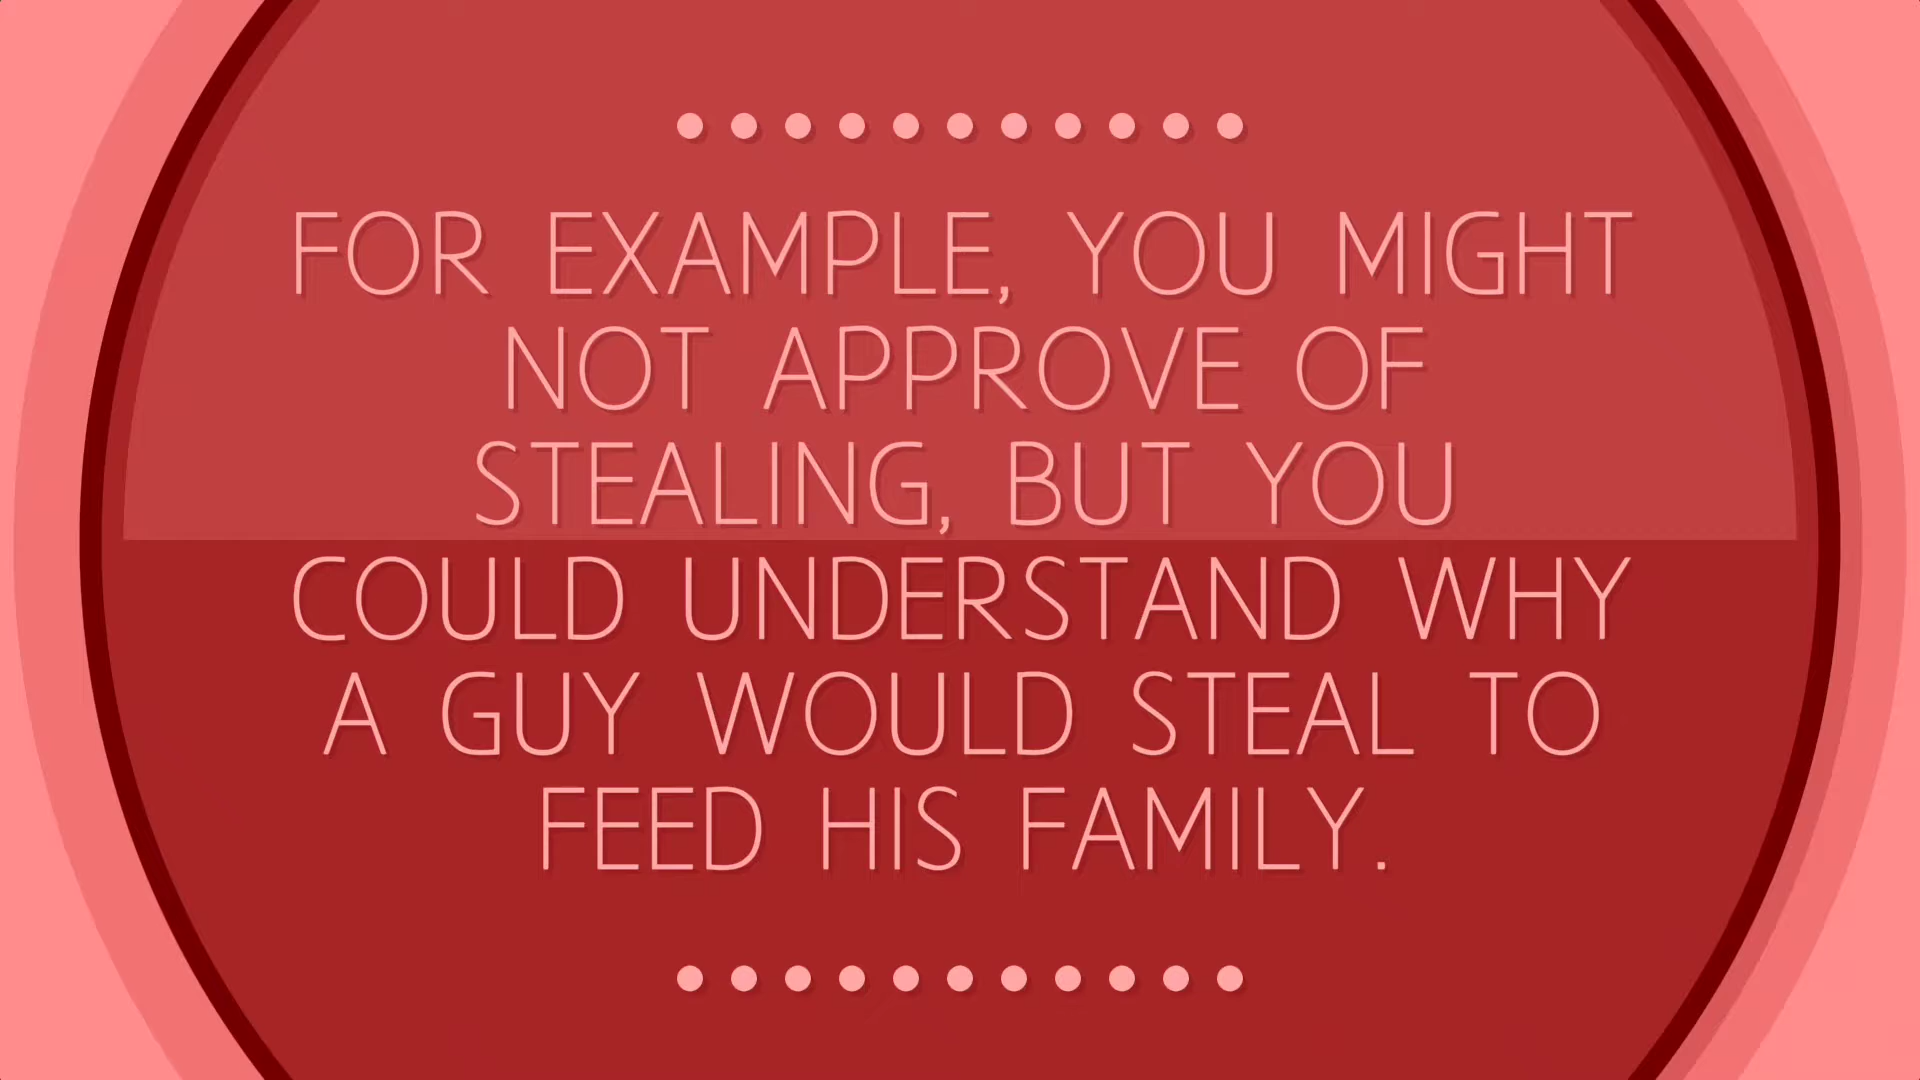 FOR EXAMPLE, YOU MIGHT
NOT APPROVE OF
STEALING, BUT YOU
COULD UNDERSTAND WHY
A GUY WOULD STEAL TO
FEED HIS FAMILY.